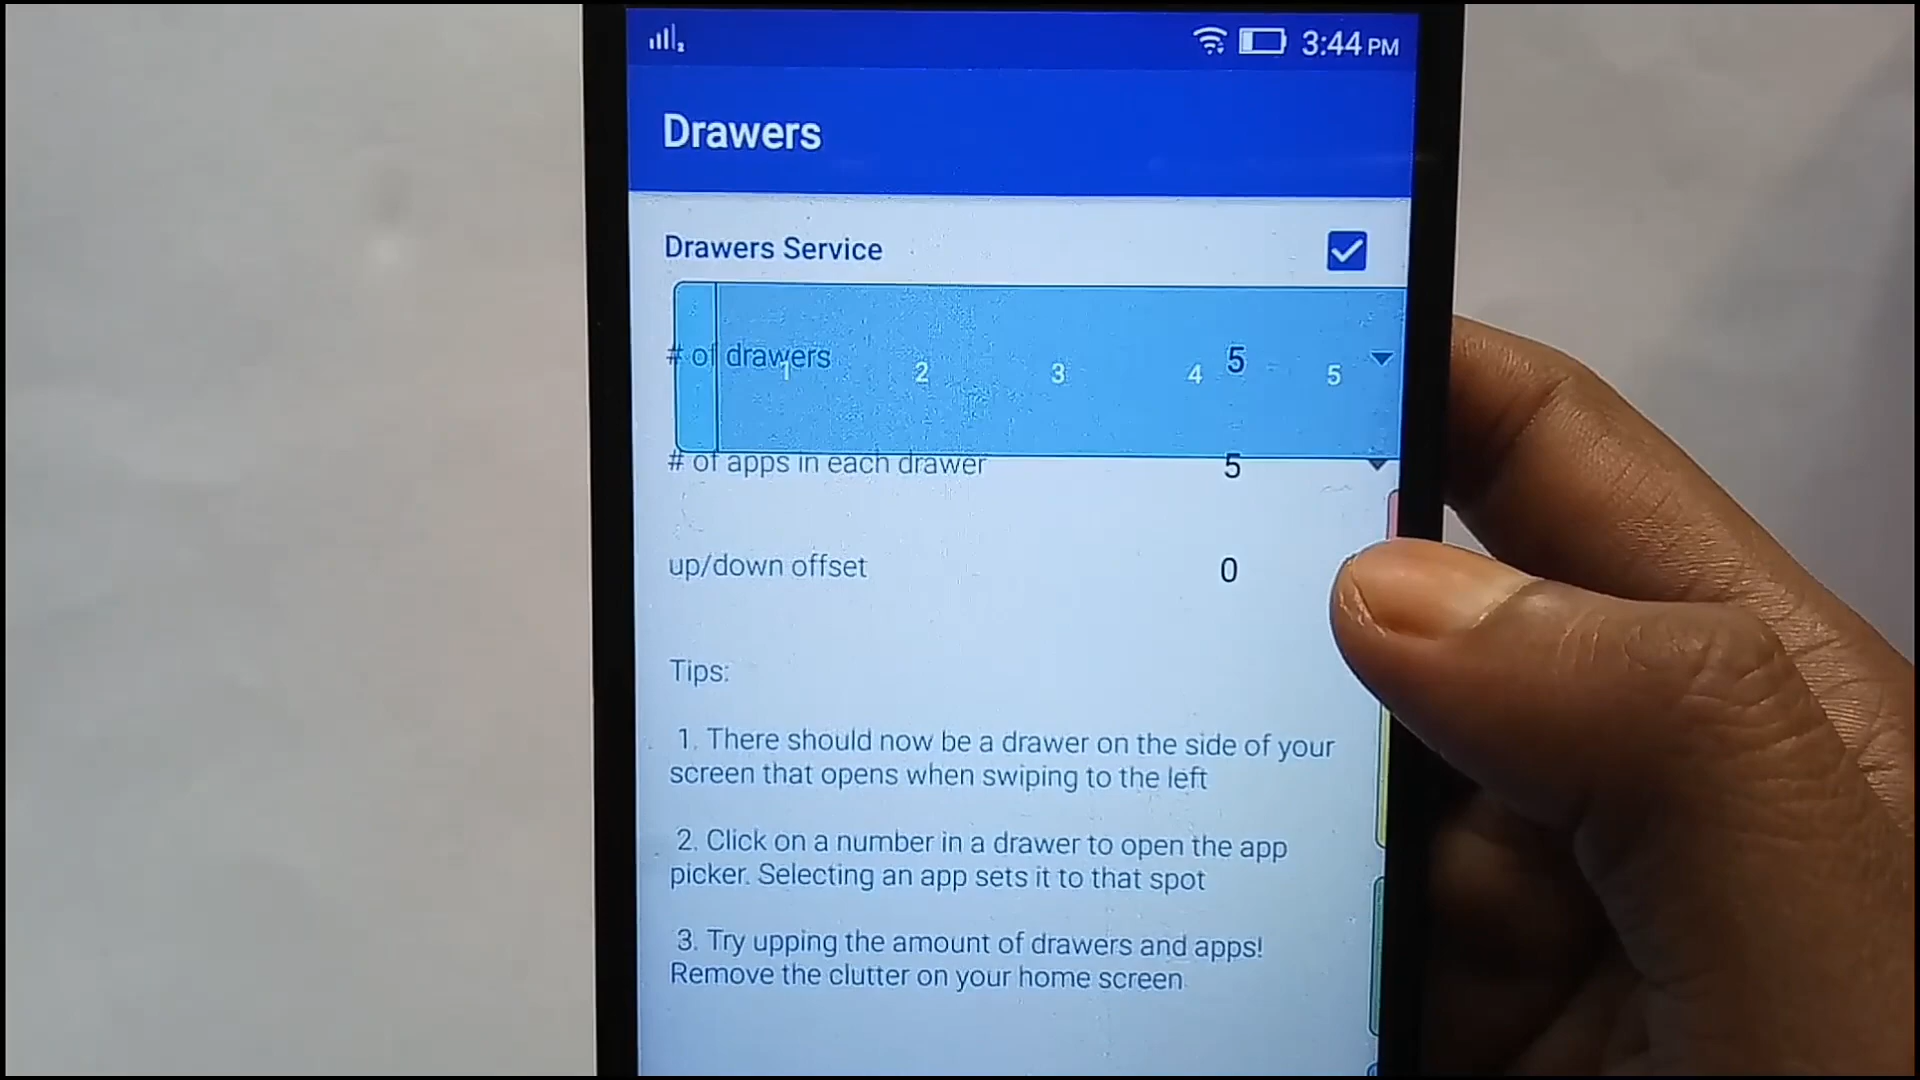 2 3:44 PM
Drawers
Drawers Service
# of drawers 5
1 2 3 4 5
# of apps in each drawer 5
up/down offset 0
Tips:
1. There should now be a drawer on the side of your
screen that opens when swiping to the left
2. Click on a number in a drawer to open the app
picker. Selecting an app sets it to that spot
3. Try upping the amount of drawers and apps!
Remove the clutter on your home screen